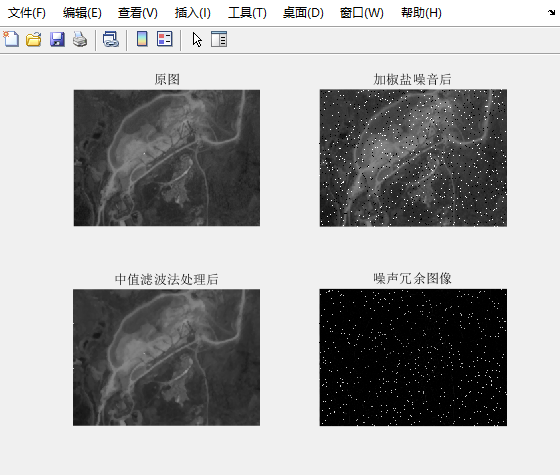 文件(F) 编辑(E) 查看(V) 插入(I) 工具(T) 桌面(D) 窗口(W) 帮助(H)
原图
加椒盐噪音后
中值滤波法处理后
噪声冗余图像